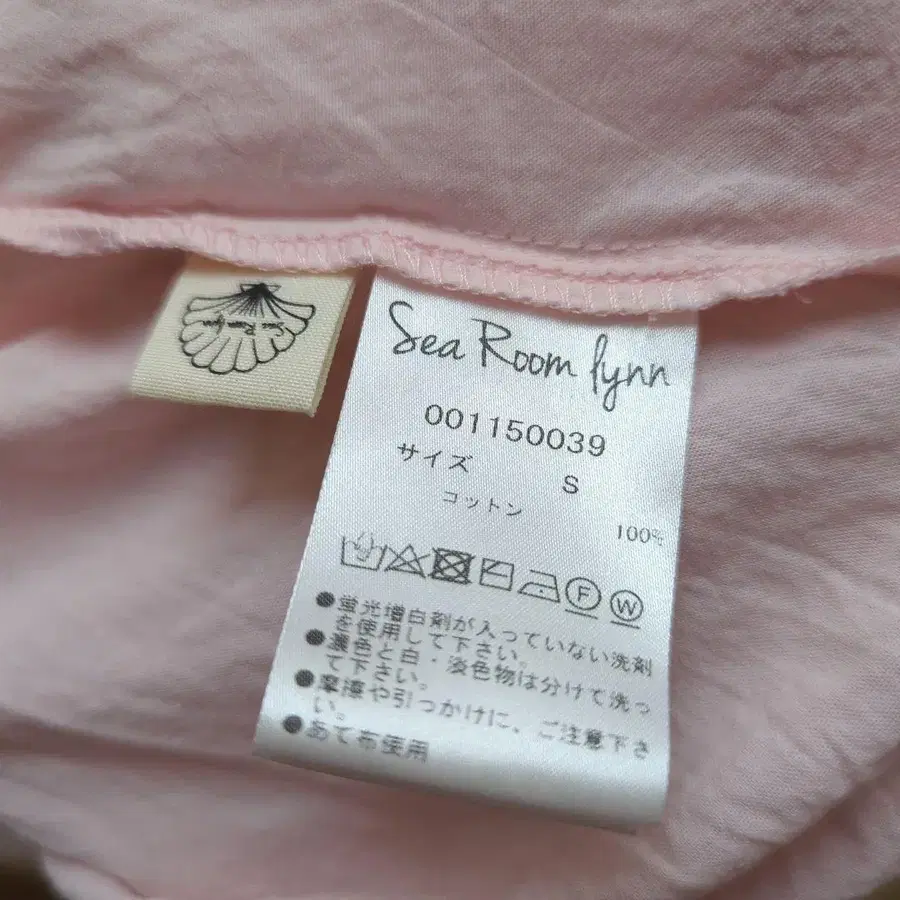 Sea Room lynn
Sea Room lynn
001150039
サイズ S
コットン 100%
F W
●蛍光増白剤が入っていない洗剤
を使用して下さい。
●濃色と白・淡色物は分けて洗っ
て下さい。
●摩擦や引っかけに、ご注意下さ
い。
●あて布使用